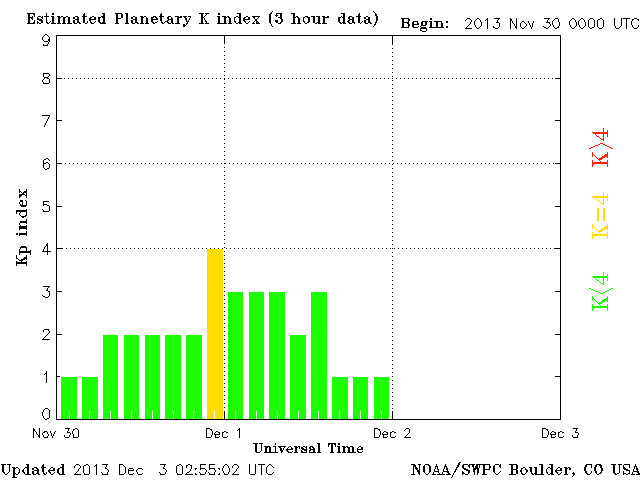 Estimated Planetary K index (3 hour data)
Begin: 2013 Nov 30 0000 UTC
9
8
7
6
5
4
3
2
1
0
Kp index
K>4
K=4
K<4
Nov 30 Dec 1 Dec 2 Dec 3
Universal Time
Updated 2013 Dec 3 02:55:02 UTC
NOAA/SWPC Boulder, CO USA